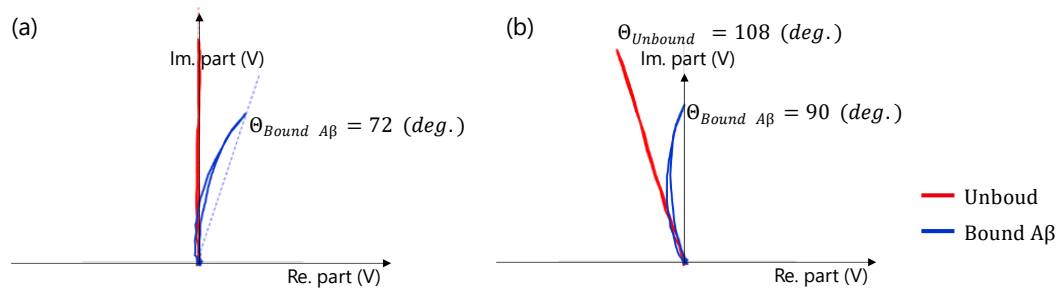 (a)
Im. part (V)
Θ_Bound Aβ = 72 (deg.)
Re. part (V)
(b)
Θ_Unbound = 108 (deg.)
Im. part (V)
Θ_Bound Aβ = 90 (deg.)
Re. part (V)
Unboud
Bound Aβ